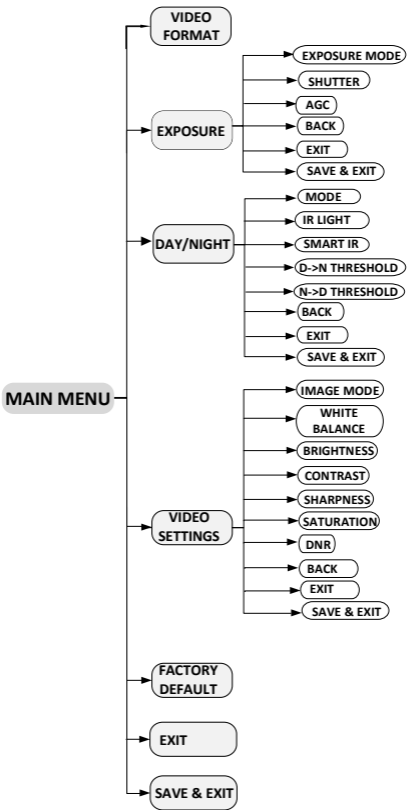 VIDEO
FORMAT
EXPOSURE MODE
SHUTTER
AGC
EXPOSURE
BACK
EXIT
SAVE & EXIT
MODE
IR LIGHT
DAY/NIGHT
SMART IR
D->N THRESHOLD
N->D THRESHOLD
BACK
EXIT
SAVE & EXIT
MAIN MENU
IMAGE MODE
WHITE
BALANCE
BRIGHTNESS
CONTRAST
SHARPNESS
VIDEO
SETTINGS
SATURATION
DNR
BACK
EXIT
SAVE & EXIT
FACTORY
DEFAULT
EXIT
SAVE & EXIT